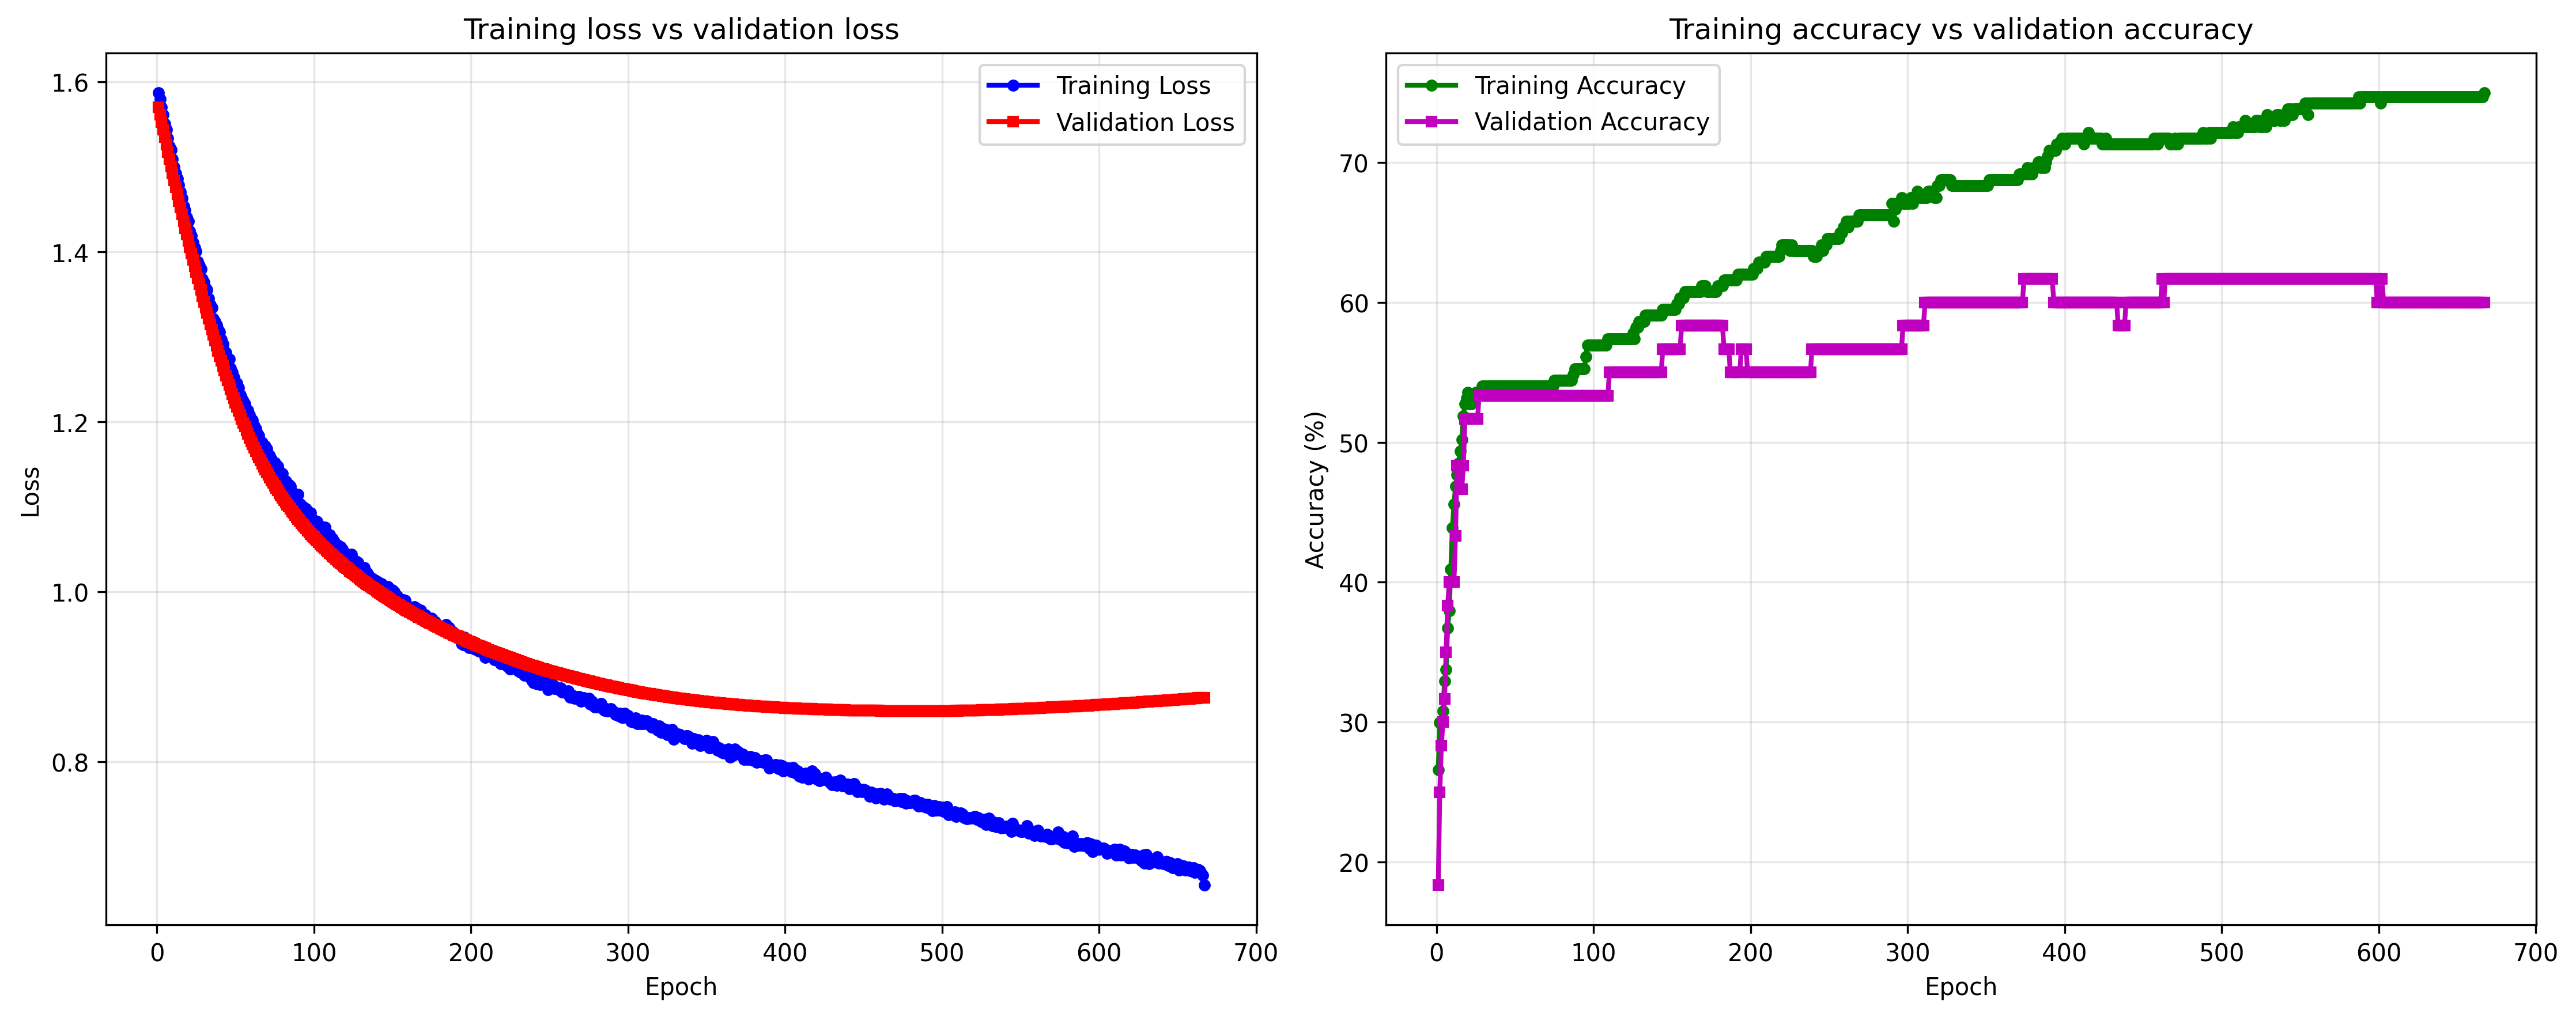 Training loss vs validation loss
Training Loss
Validation Loss
1.6
1.4
1.2
1.0
0.8
Loss
0 100 200 300 400 500 600 700
Epoch
Training accuracy vs validation accuracy
Training Accuracy
Validation Accuracy
70
60
50
40
30
20
Accuracy (%)
0 100 200 300 400 500 600 700
Epoch